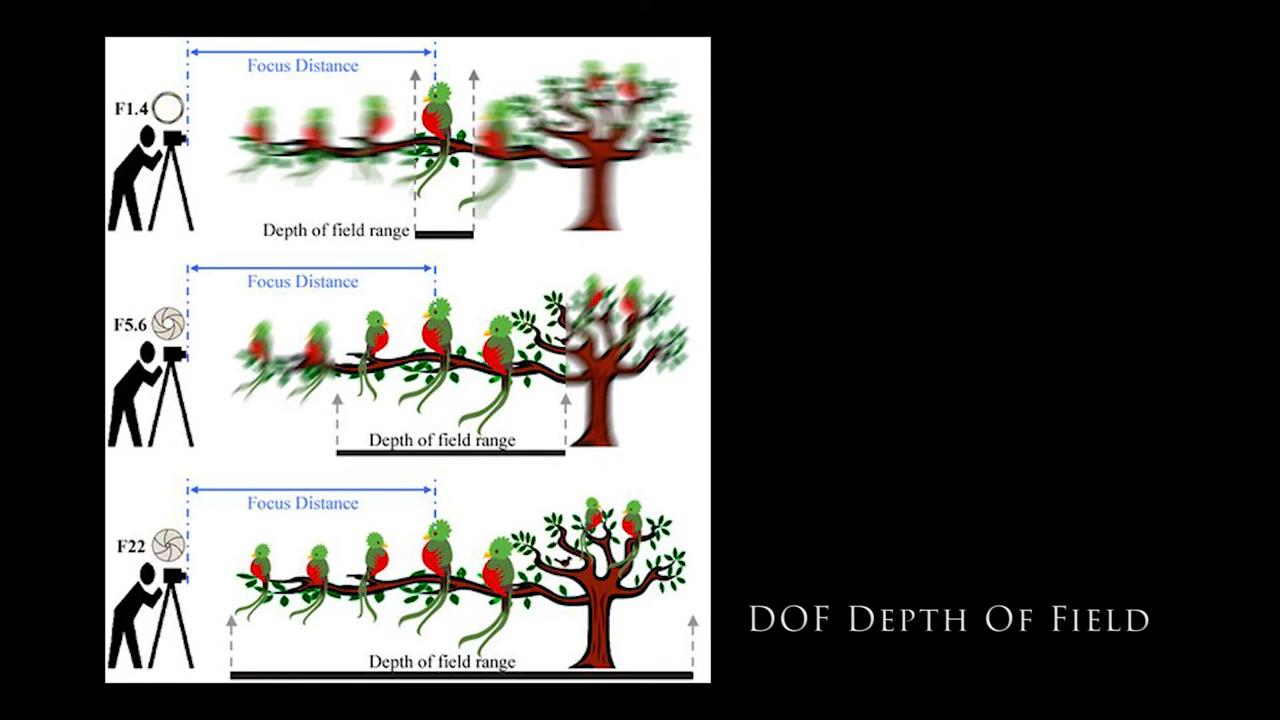 Focus Distance
F1.4
Depth of field range
Focus Distance
F5.6
Depth of field range
Focus Distance
F22
DOF Depth Of Field
Depth of field range